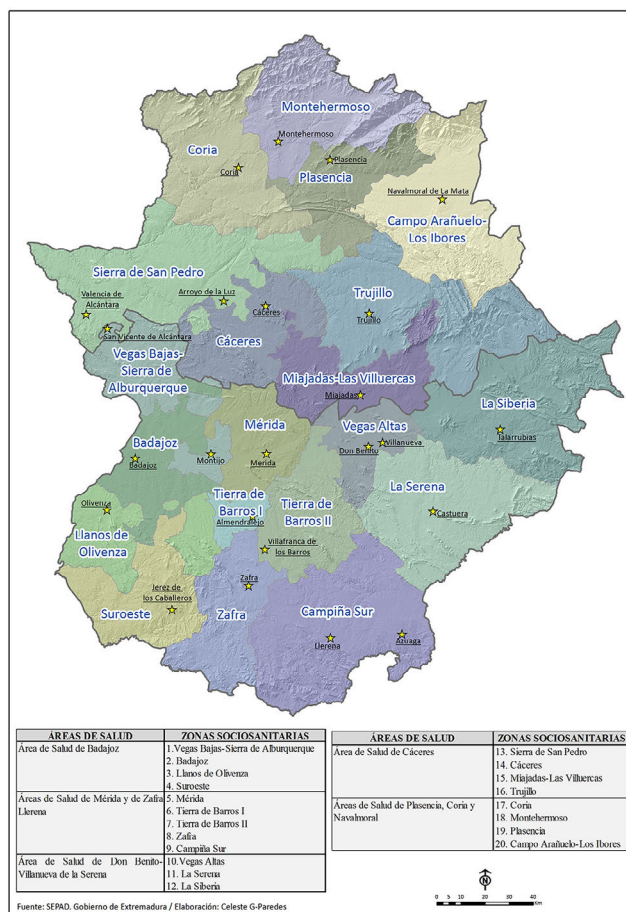 Montehermoso
Montehermoso
Coria
Coria
Plasencia
Plasencia
Navalmoral de La Mata
Campo Arañuelo-
Los Ibores
Sierra de San Pedro
Valencia de
Alcántara
Arroyo de la Luz
Cáceres
Trujillo
Trujillo
San Vicente de Alcántara
Cáceres
Vegas Bajas-
Sierra de
Alburquerque
Miajadas-Las Villuercas
Miajadas
La Siberia
Talarrubias
Mérida
Merida
Vegas Altas
Villanueva
Don Benito
Badajoz
Badajoz
Montijo
La Serena
Castuera
Olivenza
Llanos de
Olivenza
Tierra de
Barros I
Almendralejo
Tierra de
Barros II
Villafranca de
los Barros
Zafra
Zafra
Jerez de
los Caballeros
Suroeste
Campiña Sur
Llerena
Azuaga
ÁREAS DE SALUD ZONAS SOCIOSANITARIAS
Área de Salud de Badajoz 1.Vegas Bajas-Sierra de Alburquerque
2. Badajoz
3. Llanos de Olivenza
4. Suroeste
Áreas de Salud de Mérida y de Zafra 5. Mérida
Llerena 6. Tierra de Barros I
7. Tierra de Barros II
8. Zafra
9. Campiña Sur
Área de Salud de Don Benito- 10.Vegas Altas
Villanueva de la Serena 11. La Serena
12. La Siberia
ÁREAS DE SALUD ZONAS SOCIOSANITARIAS
Área de Salud de Cáceres 13. Sierra de San Pedro
14. Cáceres
15. Miajadas-Las Villuercas
16. Trujillo
Áreas de Salud de Plasencia, Coria y 17. Coria
Navalmoral 18. Montehermoso
19. Plasencia
20. Campo Arañuelo-Los Ibores
N
0 5 10 20 30 40
Km
Fuente: SEPAD. Gobierno de Extremadura / Elaboración: Celeste G-Paredes